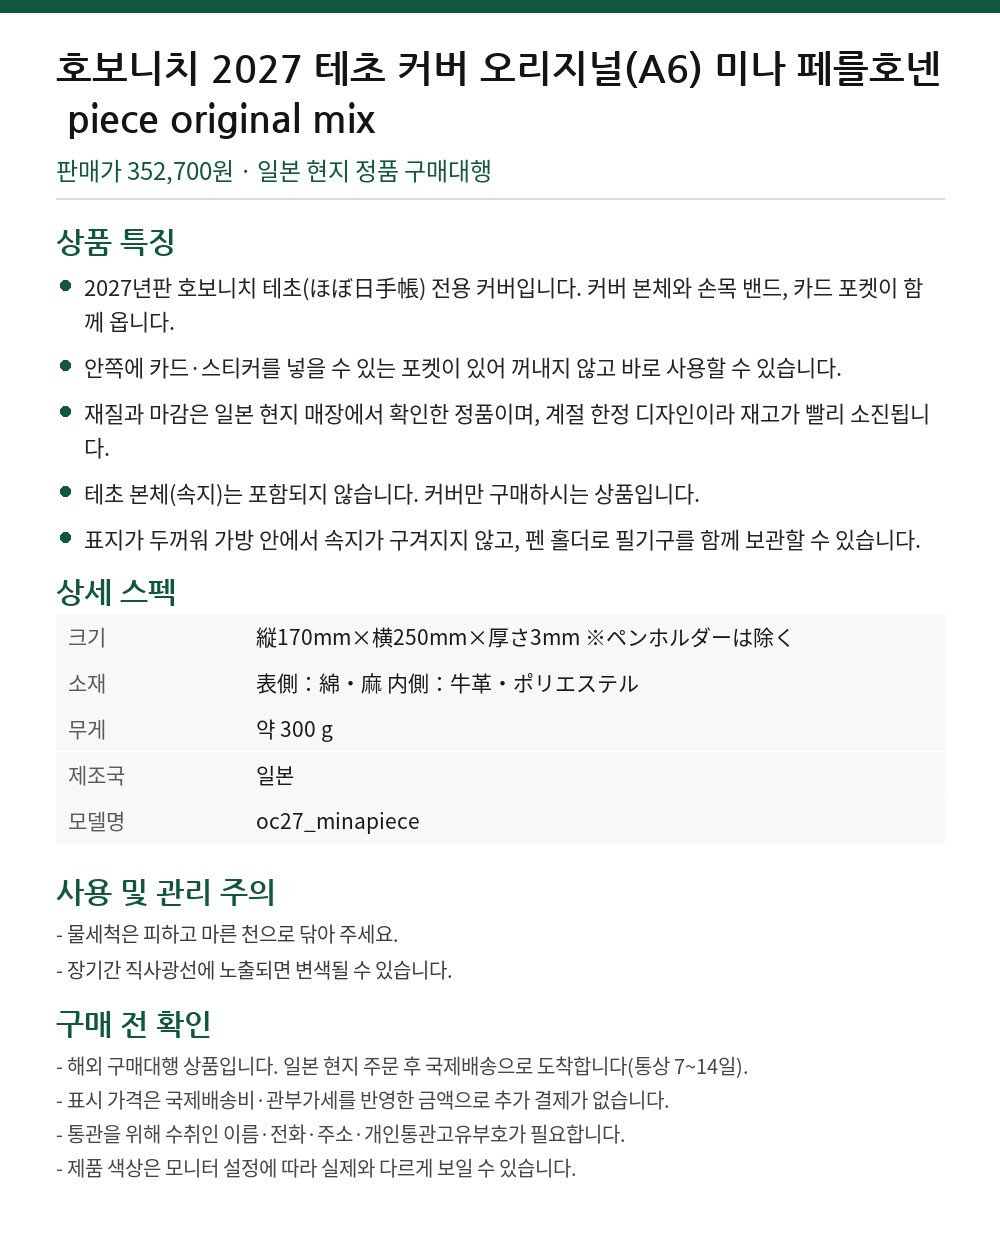 호보니치 2027 테초 커버 오리지널(A6) 미나 페를호넨
piece original mix
판매가 352,700원 · 일본 현지 정품 구매대행
상품 특징
● 2027년판 호보니치 테초(ほぼ日手帳) 전용 커버입니다. 커버 본체와 손목 밴드, 카드 포켓이 함
께 옵니다.
● 안쪽에 카드·스티커를 넣을 수 있는 포켓이 있어 꺼내지 않고 바로 사용할 수 있습니다.
● 재질과 마감은 일본 현지 매장에서 확인한 정품이며, 계절 한정 디자인이라 재고가 빨리 소진됩니
다.
● 테초 본체(속지)는 포함되지 않습니다. 커버만 구매하시는 상품입니다.
● 표지가 두꺼워 가방 안에서 속지가 구겨지지 않고, 펜 홀더로 필기구를 함께 보관할 수 있습니다.
상세 스펙
크기 縦170mm×横250mm×厚さ3mm ※ペンホルダーは除く
소재 表側：綿・麻 内側：牛革・ポリエステル
무게 약 300 g
제조국 일본
모델명 oc27_minapiece
사용 및 관리 주의
- 물세척은 피하고 마른 천으로 닦아 주세요.
- 장기간 직사광선에 노출되면 변색될 수 있습니다.
구매 전 확인
- 해외 구매대행 상품입니다. 일본 현지 주문 후 국제배송으로 도착합니다(통상 7~14일).
- 표시 가격은 국제배송비·관부가세를 반영한 금액으로 추가 결제가 없습니다.
- 통관을 위해 수취인 이름·전화·주소·개인통관고유부호가 필요합니다.
- 제품 색상은 모니터 설정에 따라 실제와 다르게 보일 수 있습니다.